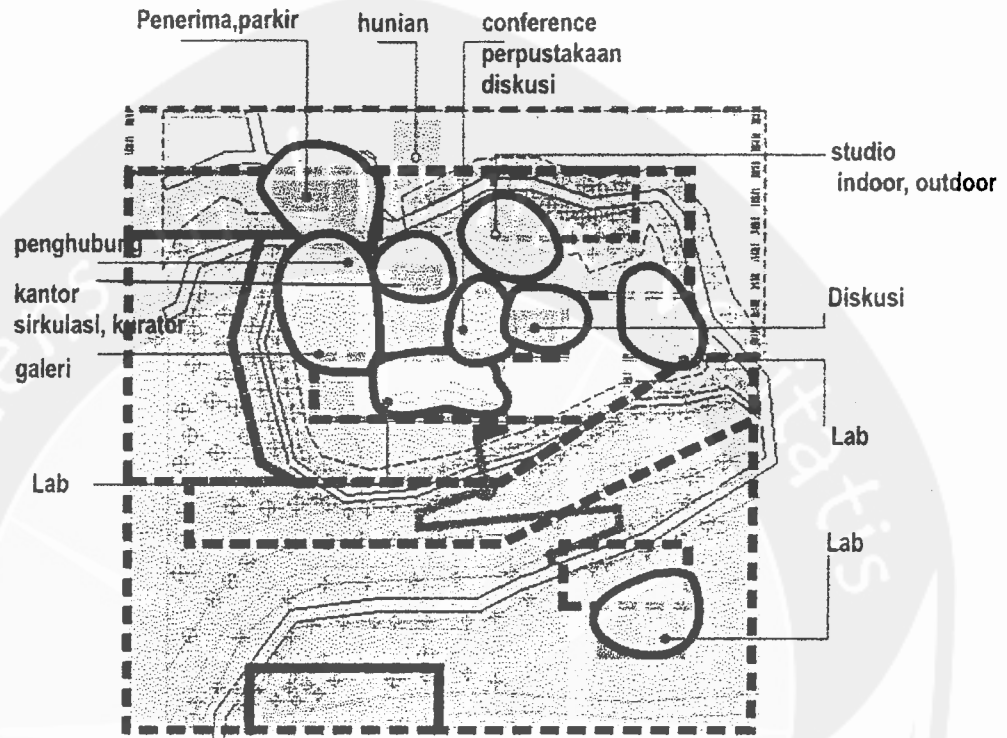 Penerima,parkir
hunian
conference
perpustakaan
diskusi
studio
indoor, outdoor
penghubung
kantor
sirkulasi, kurator
galeri
Diskusi
Lab
Lab
Lab